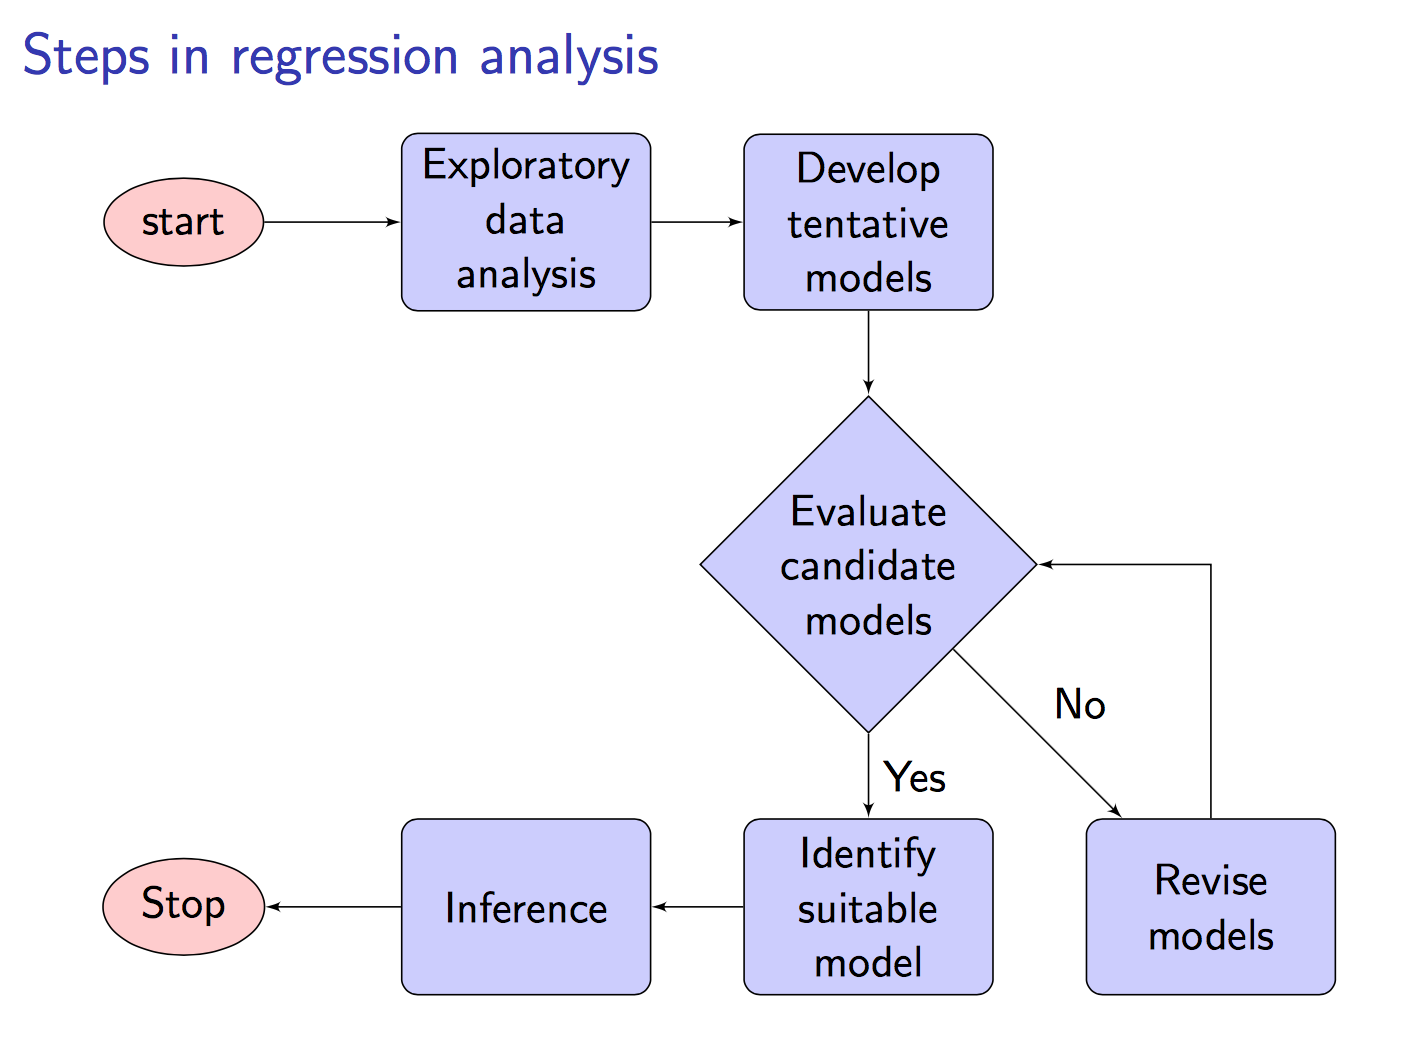 Steps in regression analysis
start
Exploratory
data
analysis
Develop
tentative
models
Evaluate
candidate
models
No
Yes
Stop
Inference
Identify
suitable
model
Revise
models